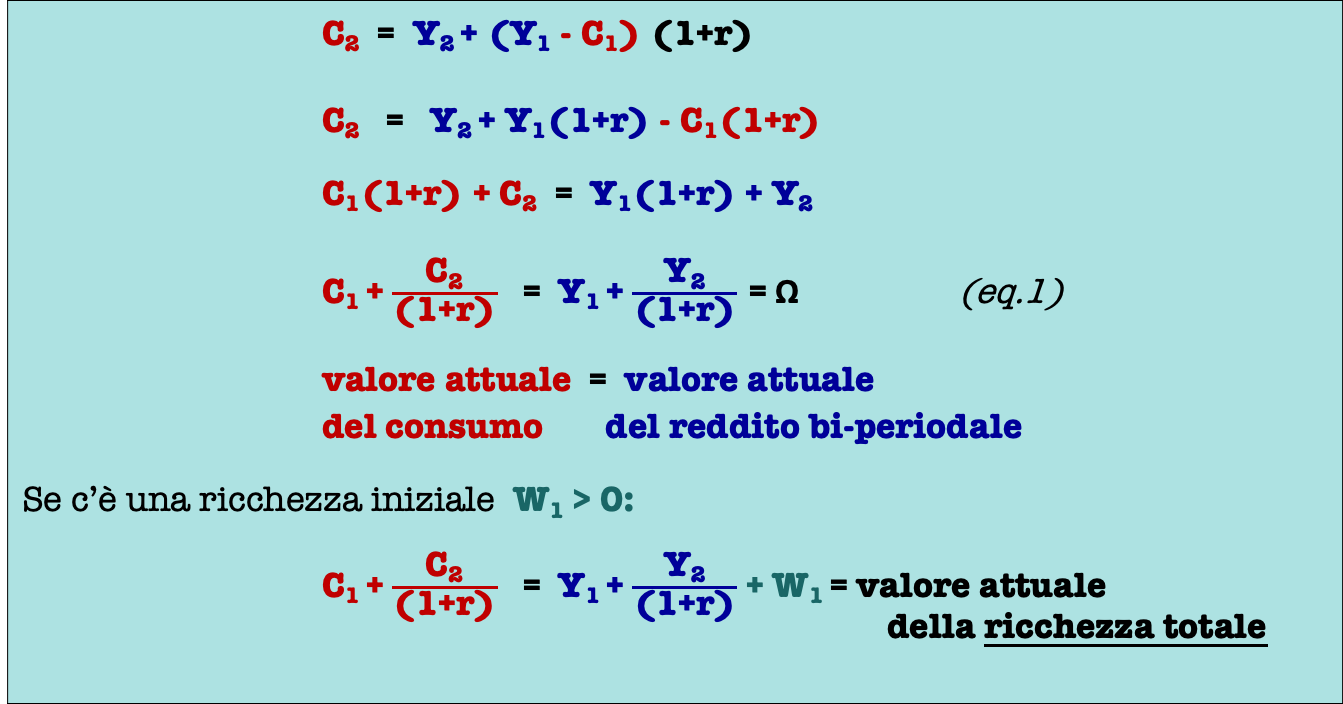 C₂ = Y₂ + (Y₁ - C₁) (1+r)
C₂ = Y₂ + Y₁(1+r) - C₁(1+r)
C₁(1+r) + C₂ = Y₁(1+r) + Y₂
C₁ + C₂/(1+r) = Y₁ + Y₂/(1+r) = Ω (eq.1)
valore attuale = valore attuale
del consumo del reddito bi-periodale
Se c’è una ricchezza iniziale W₁ > 0:
C₁ + C₂/(1+r) = Y₁ + Y₂/(1+r) + W₁ = valore attuale
della ricchezza totale